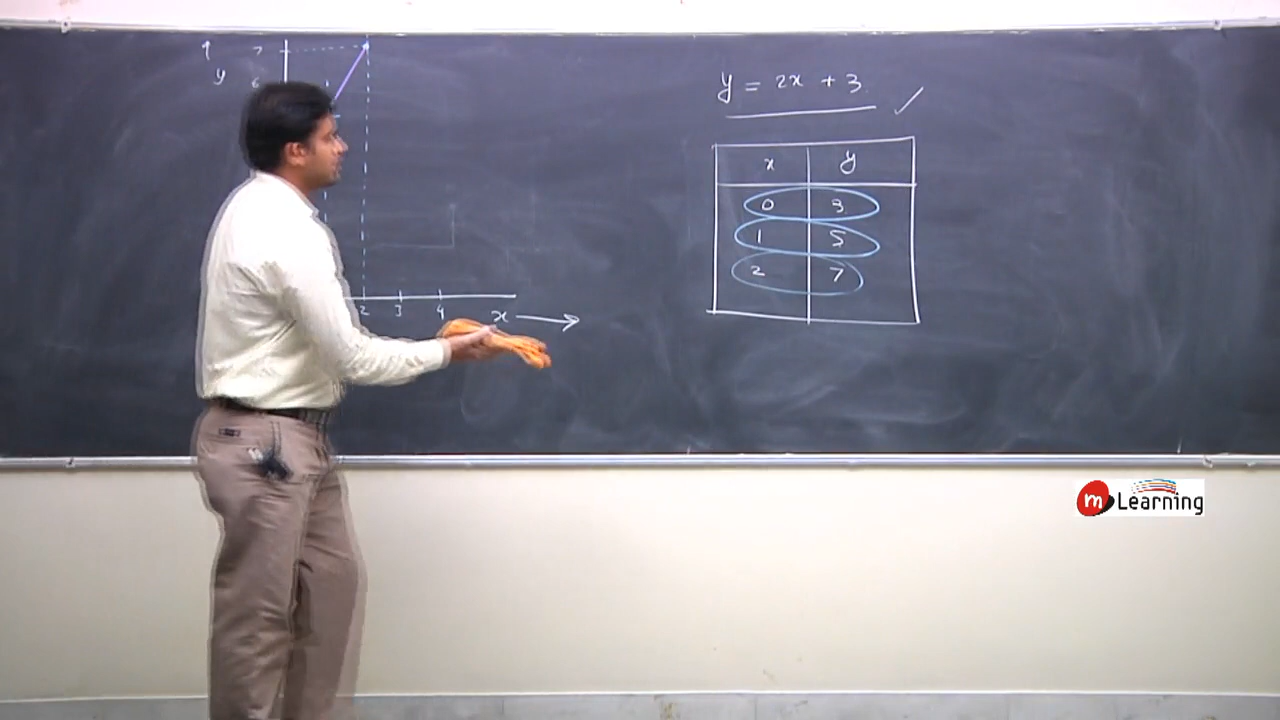 7
y
6
y = 2x + 3
x y
0 3
1 5
2 7
2 3 4 x
m Learning